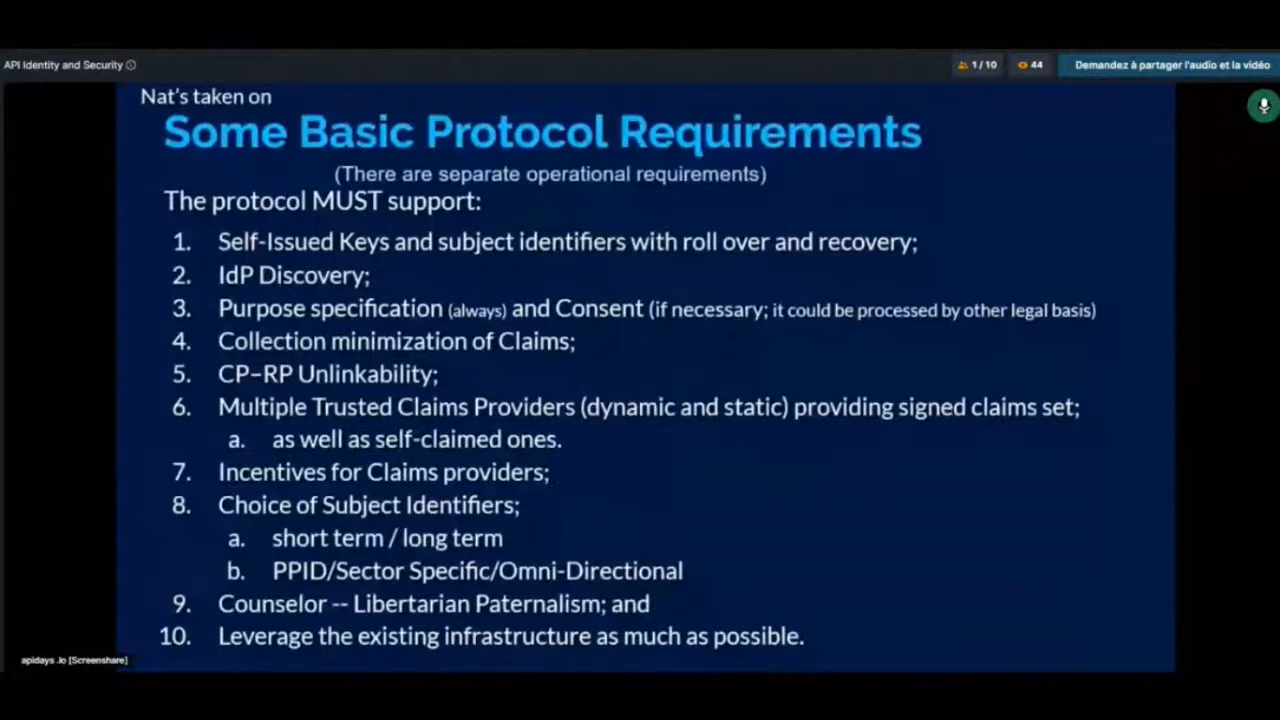 API Identity and Security
1 / 10
44
Demandez à partager l'audio et la vidéo
Nat's taken on
Some Basic Protocol Requirements
(There are separate operational requirements)
The protocol MUST support:
1. Self-Issued Keys and subject identifiers with roll over and recovery;
2. IdP Discovery;
3. Purpose specification (always) and Consent (if necessary; it could be processed by other legal basis)
4. Collection minimization of Claims;
5. CP–RP Unlinkability;
6. Multiple Trusted Claims Providers (dynamic and static) providing signed claims set;
a. as well as self-claimed ones.
7. Incentives for Claims providers;
8. Choice of Subject Identifiers;
a. short term / long term
b. PPID/Sector Specific/Omni-Directional
9. Counselor -- Libertarian Paternalism; and
10. Leverage the existing infrastructure as much as possible.
apidays .io [Screenshare]